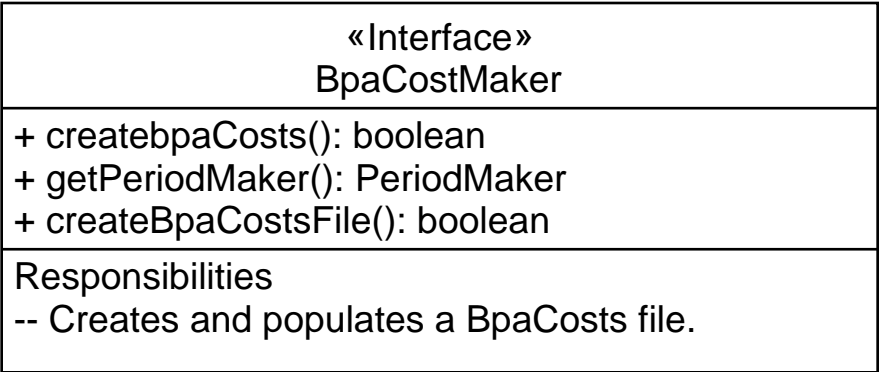 «Interface»
BpaCostMaker
+ createbpaCosts(): boolean
+ getPeriodMaker(): PeriodMaker
+ createBpaCostsFile(): boolean
Responsibilities
-- Creates and populates a BpaCosts file.